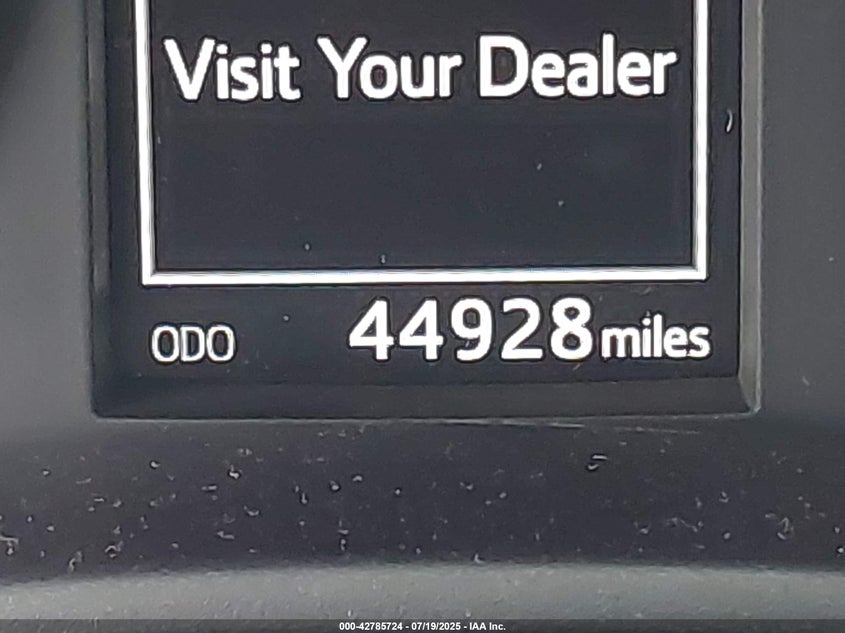 Visit Your Dealer
ODO 44928 miles
000-42785724 - 07/19/2025 - IAA Inc.